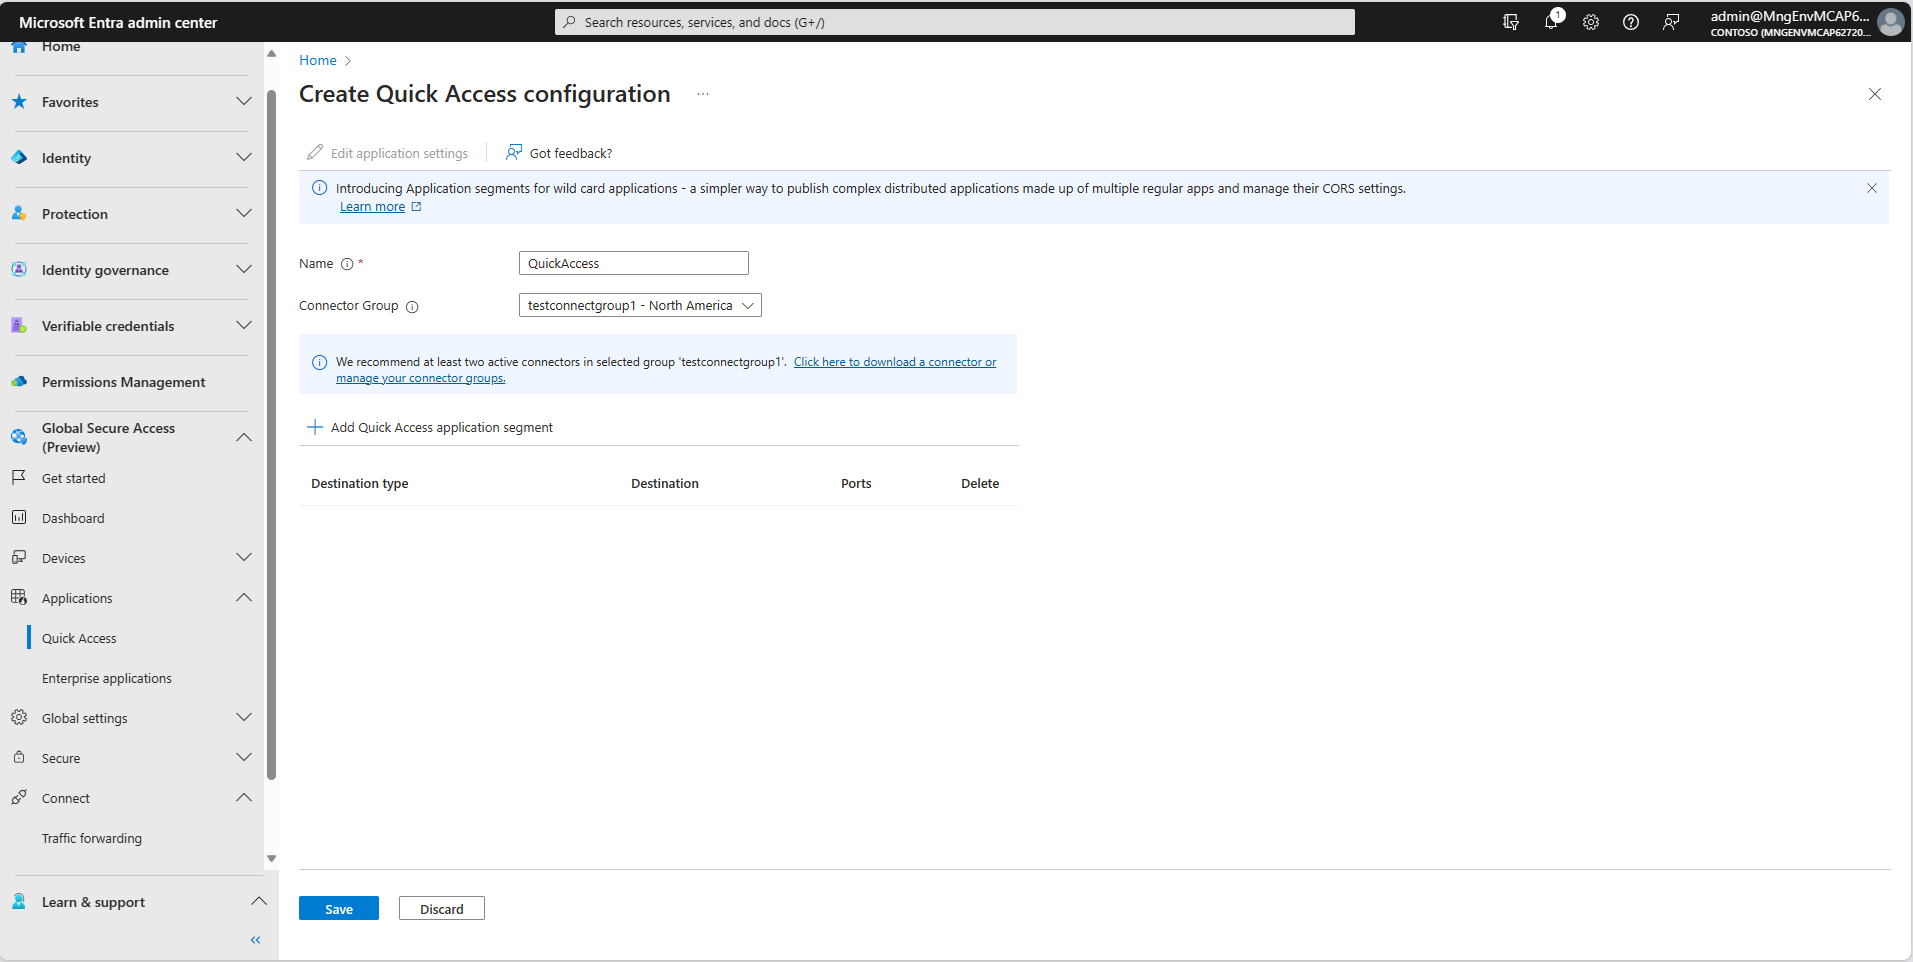 Microsoft Entra admin center
Search resources, services, and docs (G+/)
1
admin@MngEnvMCAP6...
CONTOSO (MNGENVMCAP62720...
Home
Favorites
Identity
Protection
Identity governance
Verifiable credentials
Permissions Management
Global Secure Access
(Preview)
Get started
Dashboard
Devices
Applications
Quick Access
Enterprise applications
Global settings
Secure
Connect
Traffic forwarding
Learn & support
Home
Create Quick Access configuration
Edit application settings
Got feedback?
Introducing Application segments for wild card applications - a simpler way to publish complex distributed applications made up of multiple regular apps and manage their CORS settings.
Learn more
Name *
QuickAccess
Connector Group
testconnectgroup1 - North America
We recommend at least two active connectors in selected group 'testconnectgroup1'. Click here to download a connector or
manage your connector groups.
Add Quick Access application segment
Destination type Destination Ports Delete
Save
Discard